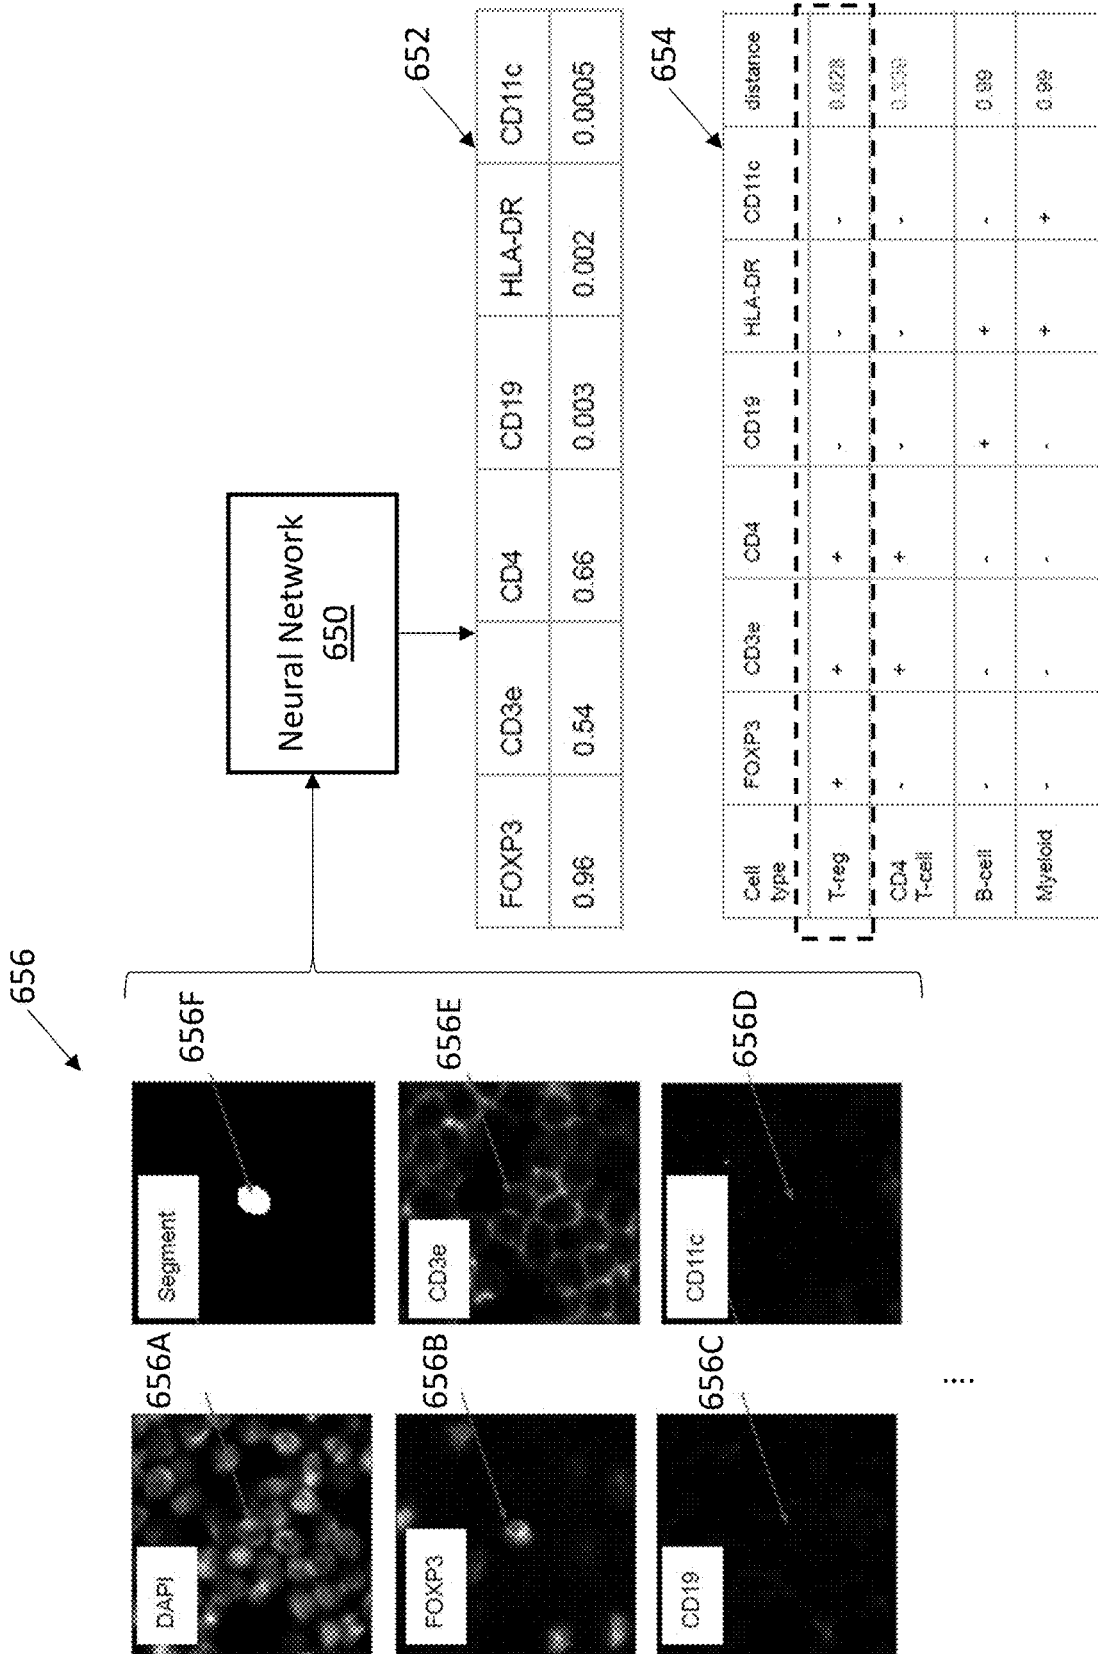 656
656A
DAPI
656F
Segment
656B
FOXP3
656E
CD3e
656C
CD19
656D
CD11c
....
Neural Network
650
652
FOXP3 CD3e CD4 CD19 HLA-DR CD11c
0.96 0.54 0.66 0.003 0.002 0.0005
654
Cell type FOXP3 CD3e CD4 CD19 HLA-DR CD11c distance
T-reg + + + - - -
CD4 T-cell - + + - - -
B-cell - - - + + - 0.99
Myeloid - - - - + + 0.99